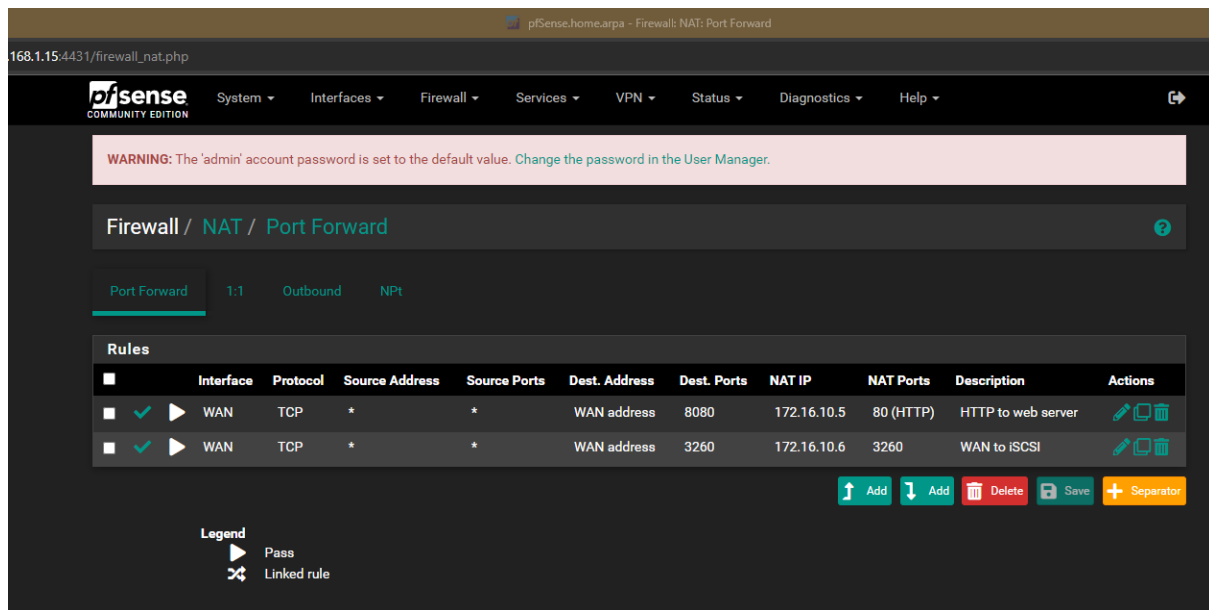 pfSense.home.arpa - Firewall: NAT: Port Forward
.168.1.15:4431/firewall_nat.php
pfsense
COMMUNITY EDITION
System Interfaces Firewall Services VPN Status Diagnostics Help
WARNING: The 'admin' account password is set to the default value. Change the password in the User Manager.
Firewall / NAT / Port Forward
Port Forward 1:1 Outbound NPt
Rules
Interface Protocol Source Address Source Ports Dest. Address Dest. Ports NAT IP NAT Ports Description Actions
WAN TCP * * WAN address 8080 172.16.10.5 80 (HTTP) HTTP to web server
WAN TCP * * WAN address 3260 172.16.10.6 3260 WAN to iSCSI
Add Add Delete Save Separator
Legend
Pass
Linked rule